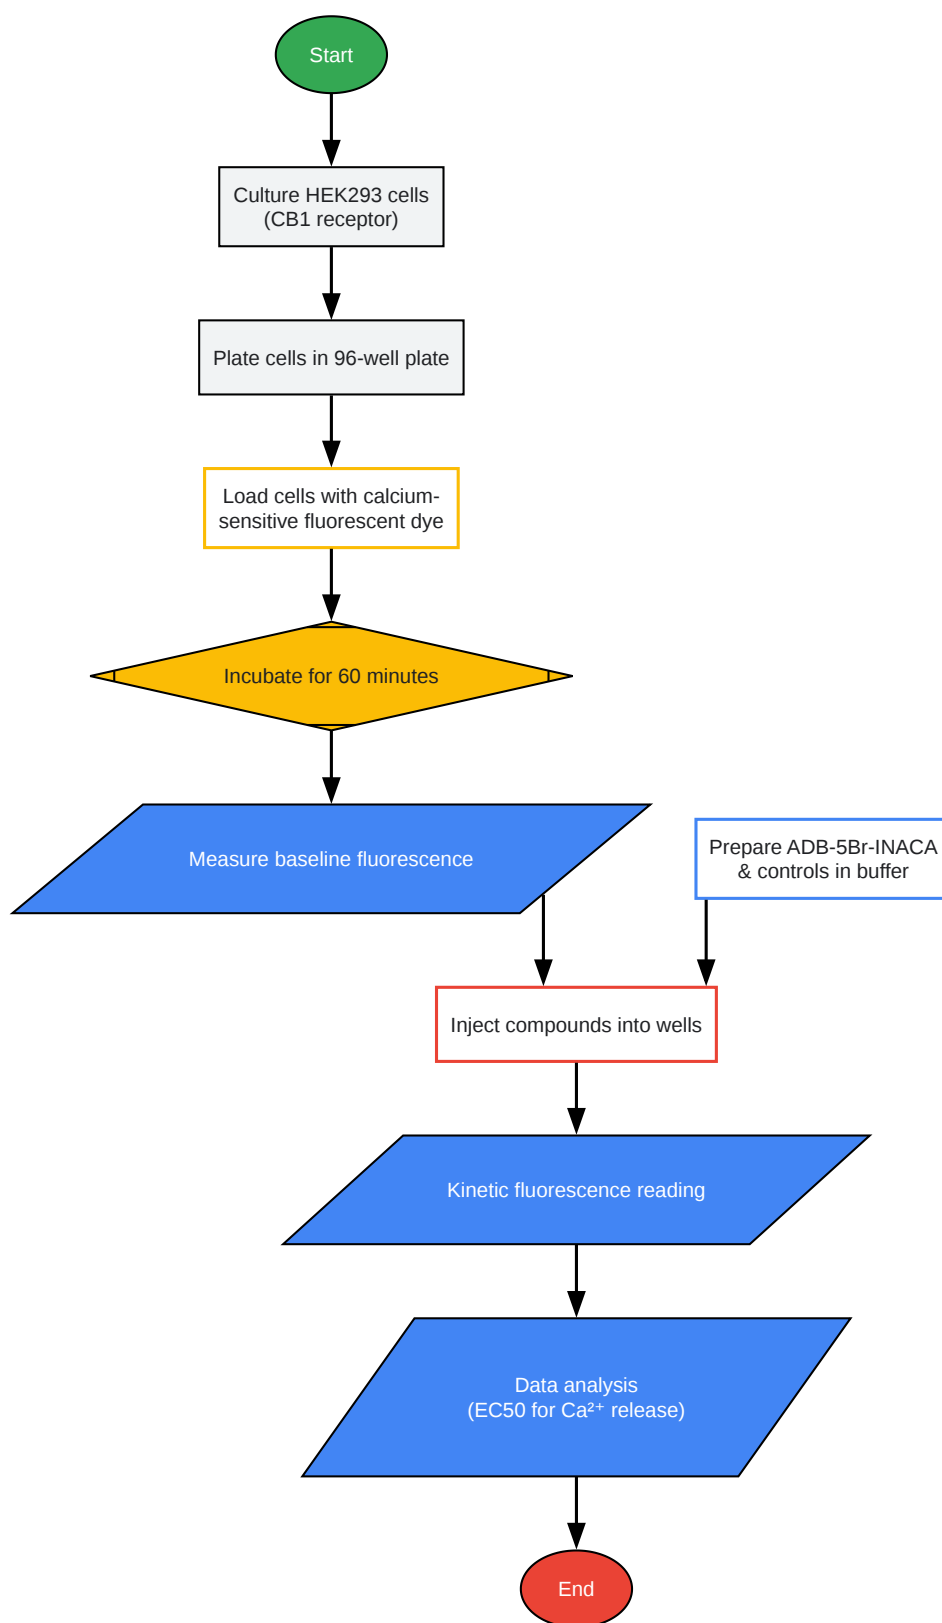 Start
Culture HEK293 cells
(CB1 receptor)
Plate cells in 96-well plate
Load cells with calcium-
sensitive fluorescent dye
Incubate for 60 minutes
Measure baseline fluorescence
Prepare ADB-5Br-INACA
& controls in buffer
Inject compounds into wells
Kinetic fluorescence reading
Data analysis
(EC50 for Ca²⁺ release)
End